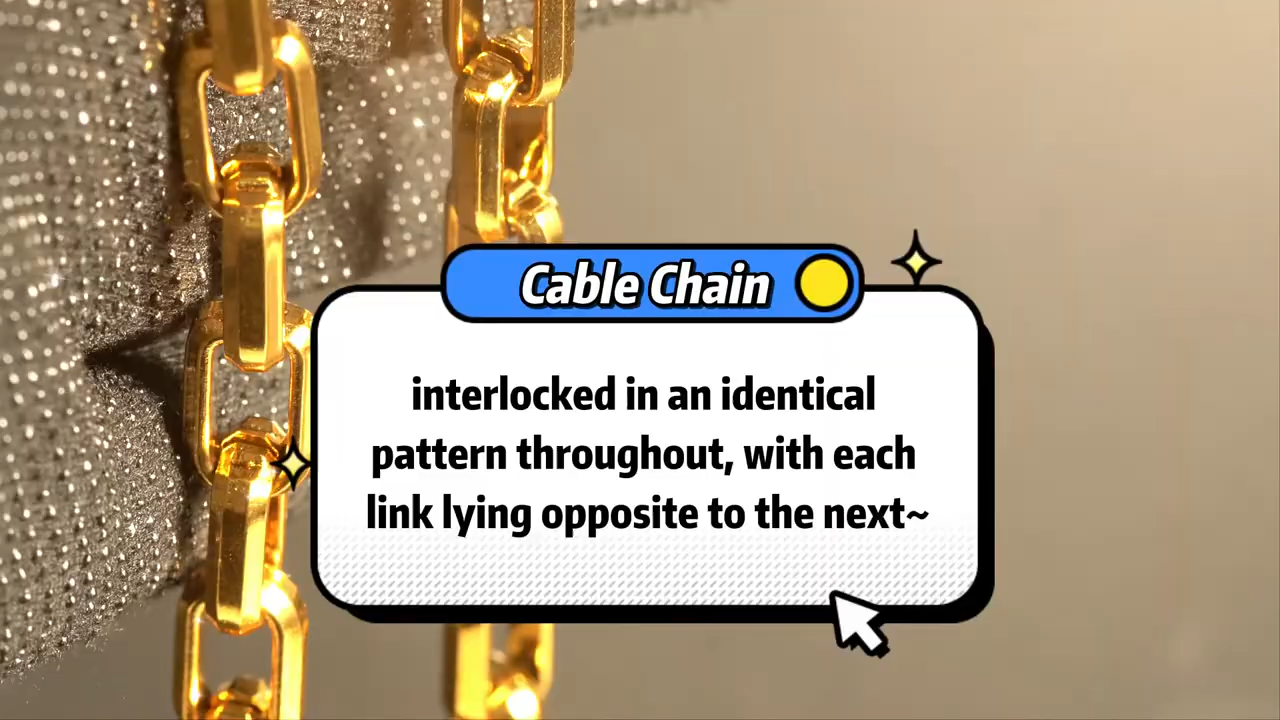 Cable Chain
interlocked in an identical
pattern throughout, with each
link lying opposite to the next~